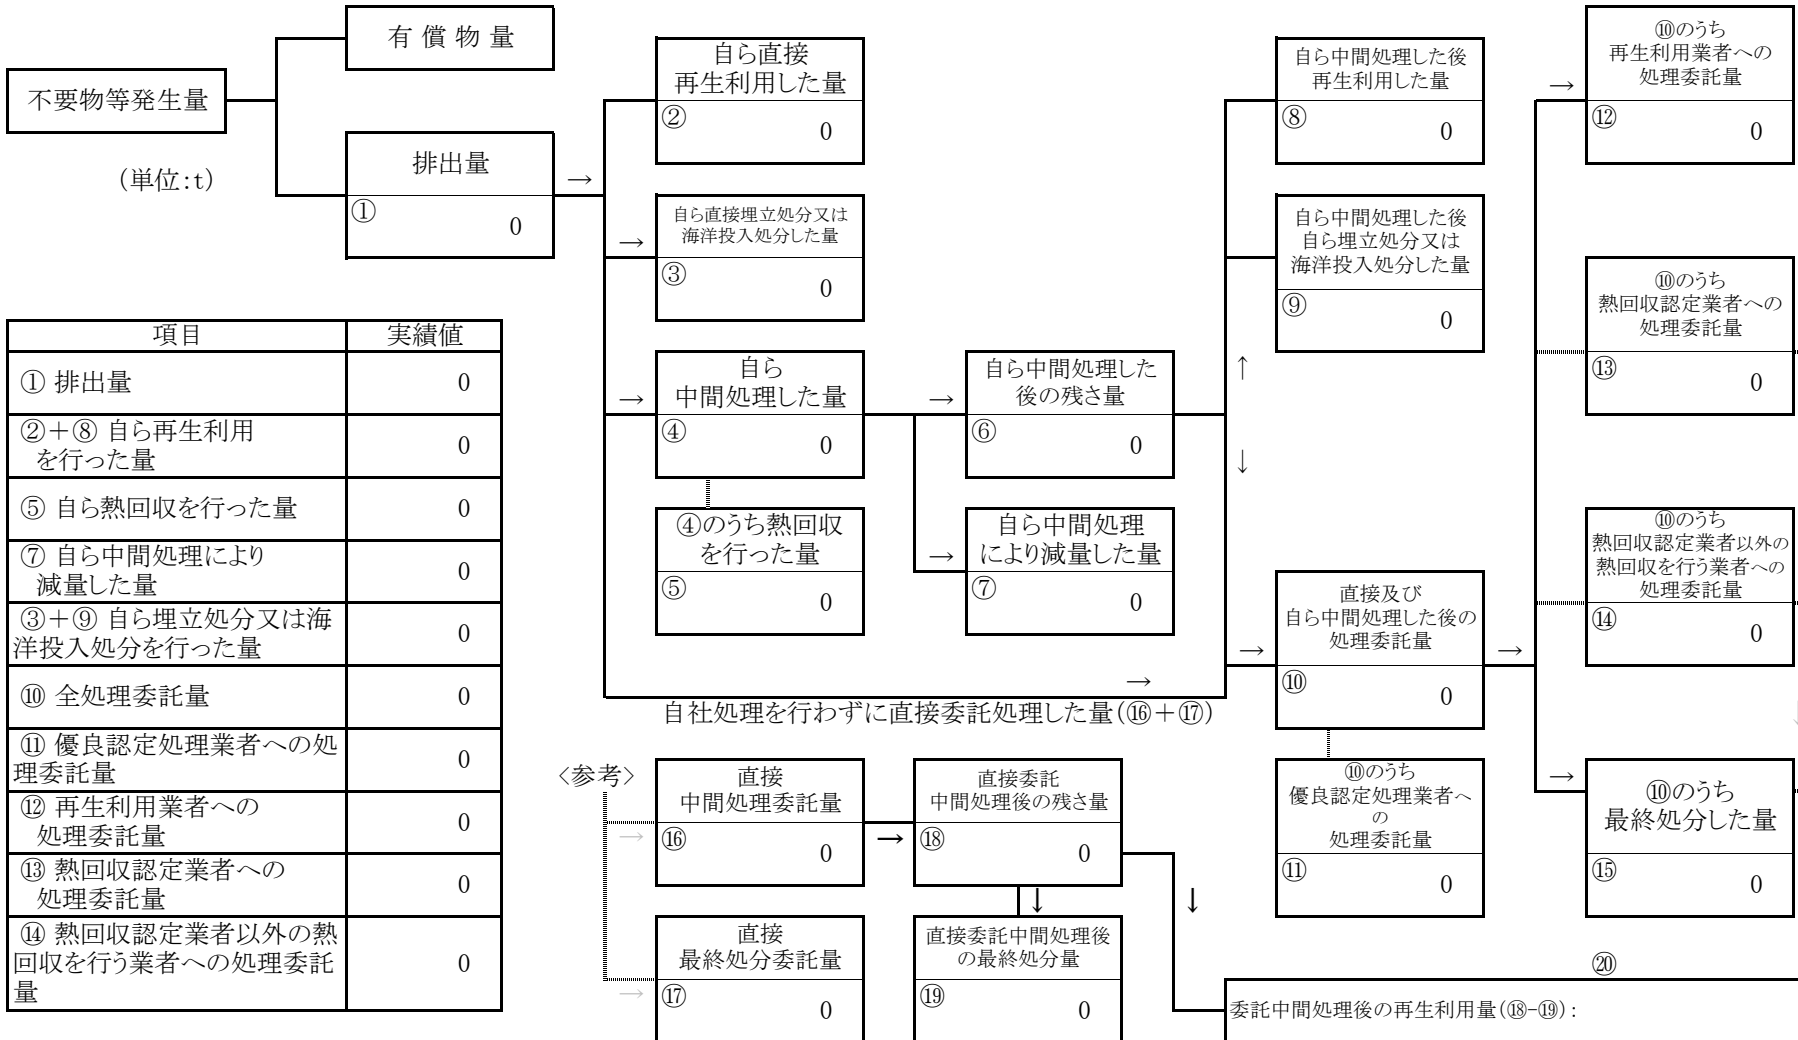 不要物等発生量
(単位:t)
有 償 物 量
排出量
①
0
→
自ら直接
再生利用した量
②
0
→
自ら直接埋立処分又は
海洋投入処分した量
③
0
→
自ら
中間処理した量
④
0
④のうち熱回収
を行った量
⑤
0
→
自ら中間処理した
後の残さ量
⑥
0
→
自ら中間処理
により減量した量
⑦
0
自ら中間処理した後
再生利用した量
⑧
0
自ら中間処理した後
自ら埋立処分又は
海洋投入処分した量
⑨
0
↑
↓
→
自社処理を行わずに直接委託処理した量(⑯+⑰)
→
直接及び
自ら中間処理した後の
処理委託量
⑩
0
→
⑩のうち
優良認定処理業者へ
の
処理委託量
⑪
0
→
⑩のうち
再生利用業者への
処理委託量
⑫
0
⑩のうち
熱回収認定業者への
処理委託量
⑬
0
⑩のうち
熱回収認定業者以外の
熱回収を行う業者への
処理委託量
⑭
0
→
⑩のうち
最終処分した量
⑮
0
項目 実績値
① 排出量 0
②+⑧ 自ら再生利用
を行った量 0
⑤ 自ら熱回収を行った量 0
⑦ 自ら中間処理により
減量した量 0
③+⑨ 自ら埋立処分又は海
洋投入処分を行った量 0
⑩ 全処理委託量 0
⑪ 優良認定処理業者への処
理委託量 0
⑫ 再生利用業者への
処理委託量 0
⑬ 熱回収認定業者への
処理委託量 0
⑭ 熱回収認定業者以外の熱
回収を行う業者への処理委託
量 0
<参考>
→
直接
中間処理委託量
⑯
0
→
直接委託
中間処理後の残さ量
⑱
0
↓
↓
→
直接
最終処分委託量
⑰
0
直接委託中間処理後
の最終処分量
⑲
0
⑳
委託中間処理後の再生利用量(⑱-⑲):